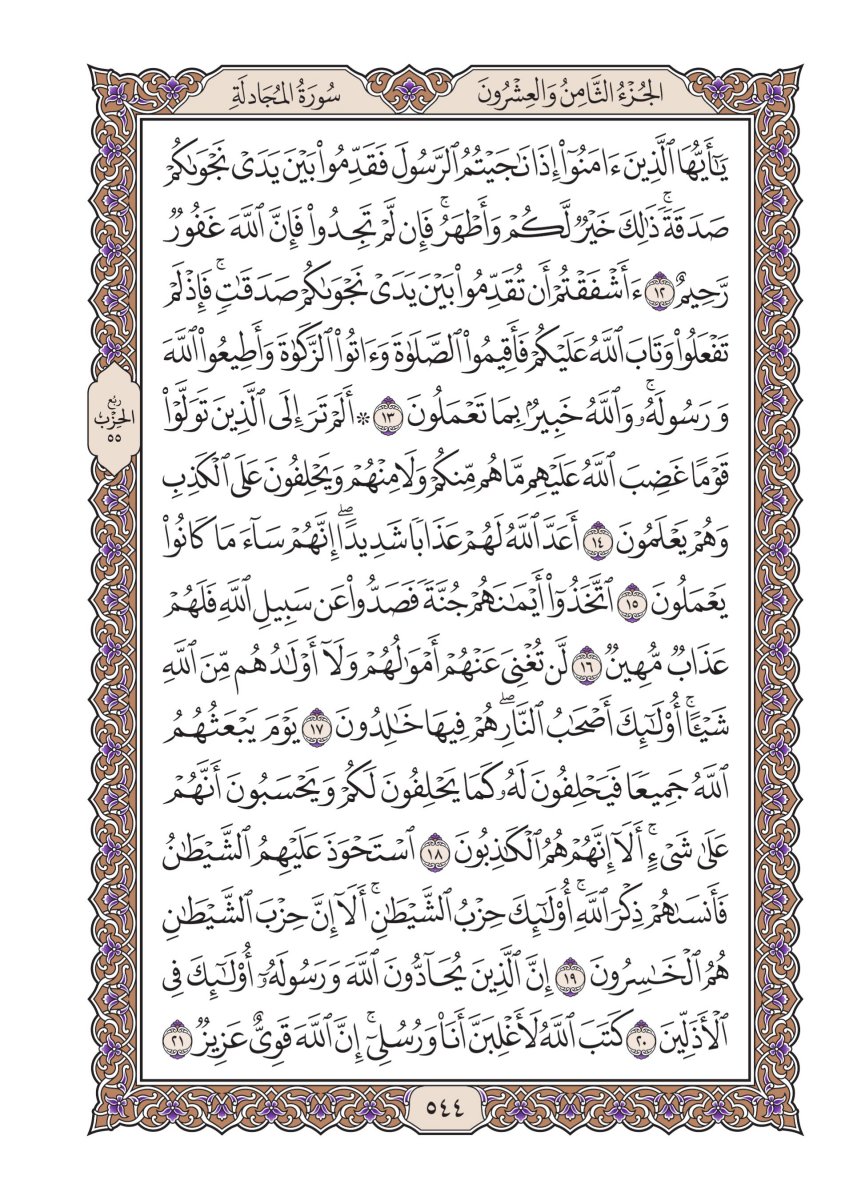 الجُزْءُ الثَّامِنُ وَالعِشْرُونَ
سُورَةُ المُجَادلَةِ
يَٰٓأَيُّهَا ٱلَّذِينَ ءَامَنُوٓاْ إِذَا نَٰجَيْتُمُ ٱلرَّسُولَ فَقَدِّمُواْ بَيْنَ يَدَىْ نَجْوَىٰكُمْ
صَدَقَةً ۚ ذَٰلِكَ خَيْرٌ لَّكُمْ وَأَطْهَرُ ۚ فَإِن لَّمْ تَجِدُواْ فَإِنَّ ٱللَّهَ غَفُورٌ
رَّحِيمٌ ١٢ ءَأَشْفَقْتُمْ أَن تُقَدِّمُواْ بَيْنَ يَدَىْ نَجْوَىٰكُمْ صَدَقَٰتٍ ۚ فَإِذْ لَمْ
تَفْعَلُواْ وَتَابَ ٱللَّهُ عَلَيْكُمْ فَأَقِيمُواْ ٱلصَّلَوٰةَ وَءَاتُواْ ٱلزَّكَوٰةَ وَأَطِيعُواْ ٱللَّهَ
وَرَسُولَهُۥ ۚ وَٱللَّهُ خَبِيرٌۢ بِمَا تَعْمَلُونَ ١٣ ۞ أَلَمْ تَرَ إِلَى ٱلَّذِينَ تَوَلَّوْاْ
قَوْمًا غَضِبَ ٱللَّهُ عَلَيْهِم مَّا هُم مِّنكُمْ وَلَا مِنْهُمْ وَيَحْلِفُونَ عَلَى ٱلْكَذِبِ
وَهُمْ يَعْلَمُونَ ١٤ أَعَدَّ ٱللَّهُ لَهُمْ عَذَابًا شَدِيدًا ۖ إِنَّهُمْ سَآءَ مَا كَانُواْ
يَعْمَلُونَ ١٥ ٱتَّخَذُوٓاْ أَيْمَٰنَهُمْ جُنَّةً فَصَدُّواْ عَن سَبِيلِ ٱللَّهِ فَلَهُمْ
عَذَابٌ مُّهِينٌ ١٦ لَّن تُغْنِىَ عَنْهُمْ أَمْوَٰلُهُمْ وَلَآ أَوْلَٰدُهُم مِّنَ ٱللَّهِ
شَيْـًٔا ۚ أُوْلَٰٓئِكَ أَصْحَٰبُ ٱلنَّارِ ۖ هُمْ فِيهَا خَٰلِدُونَ ١٧ يَوْمَ يَبْعَثُهُمُ
ٱللَّهُ جَمِيعًا فَيَحْلِفُونَ لَهُۥ كَمَا يَحْلِفُونَ لَكُمْ وَيَحْسَبُونَ أَنَّهُمْ
عَلَىٰ شَىْءٍ ۚ أَلَآ إِنَّهُمْ هُمُ ٱلْكَٰذِبُونَ ١٨ ٱسْتَحْوَذَ عَلَيْهِمُ ٱلشَّيْطَٰنُ
فَأَنسَىٰهُمْ ذِكْرَ ٱللَّهِ ۚ أُوْلَٰٓئِكَ حِزْبُ ٱلشَّيْطَٰنِ ۚ أَلَآ إِنَّ حِزْبَ ٱلشَّيْطَٰنِ
هُمُ ٱلْخَٰسِرُونَ ١٩ إِنَّ ٱلَّذِينَ يُحَآدُّونَ ٱللَّهَ وَرَسُولَهُۥٓ أُوْلَٰٓئِكَ فِى
ٱلْأَذَلِّينَ ٢٠ كَتَبَ ٱللَّهُ لَأَغْلِبَنَّ أَنَا۠ وَرُسُلِىٓ ۚ إِنَّ ٱللَّهَ قَوِىٌّ عَزِيزٌ ٢١
رُبع
الحِزْبُ
٥٥
٥٤٤